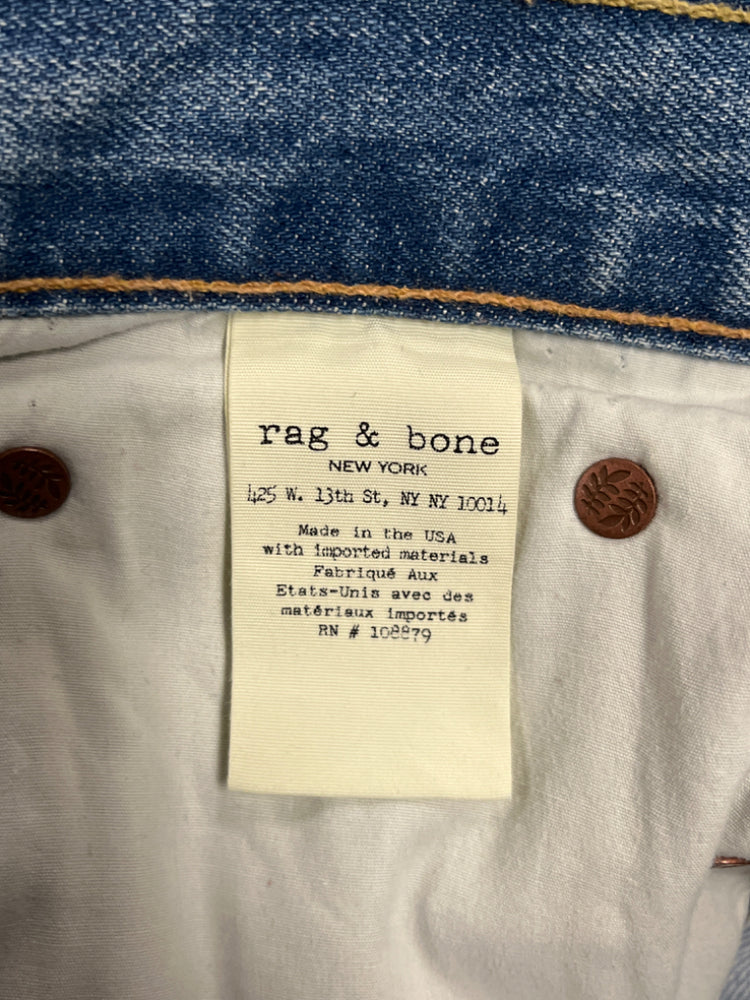 rag & bone
NEW YORK
425 W. 13th St, NY NY 10014
Made in the USA
with imported materials
Fabriqué Aux
Etats-Unis avec des
matériaux importés
RN # 108879